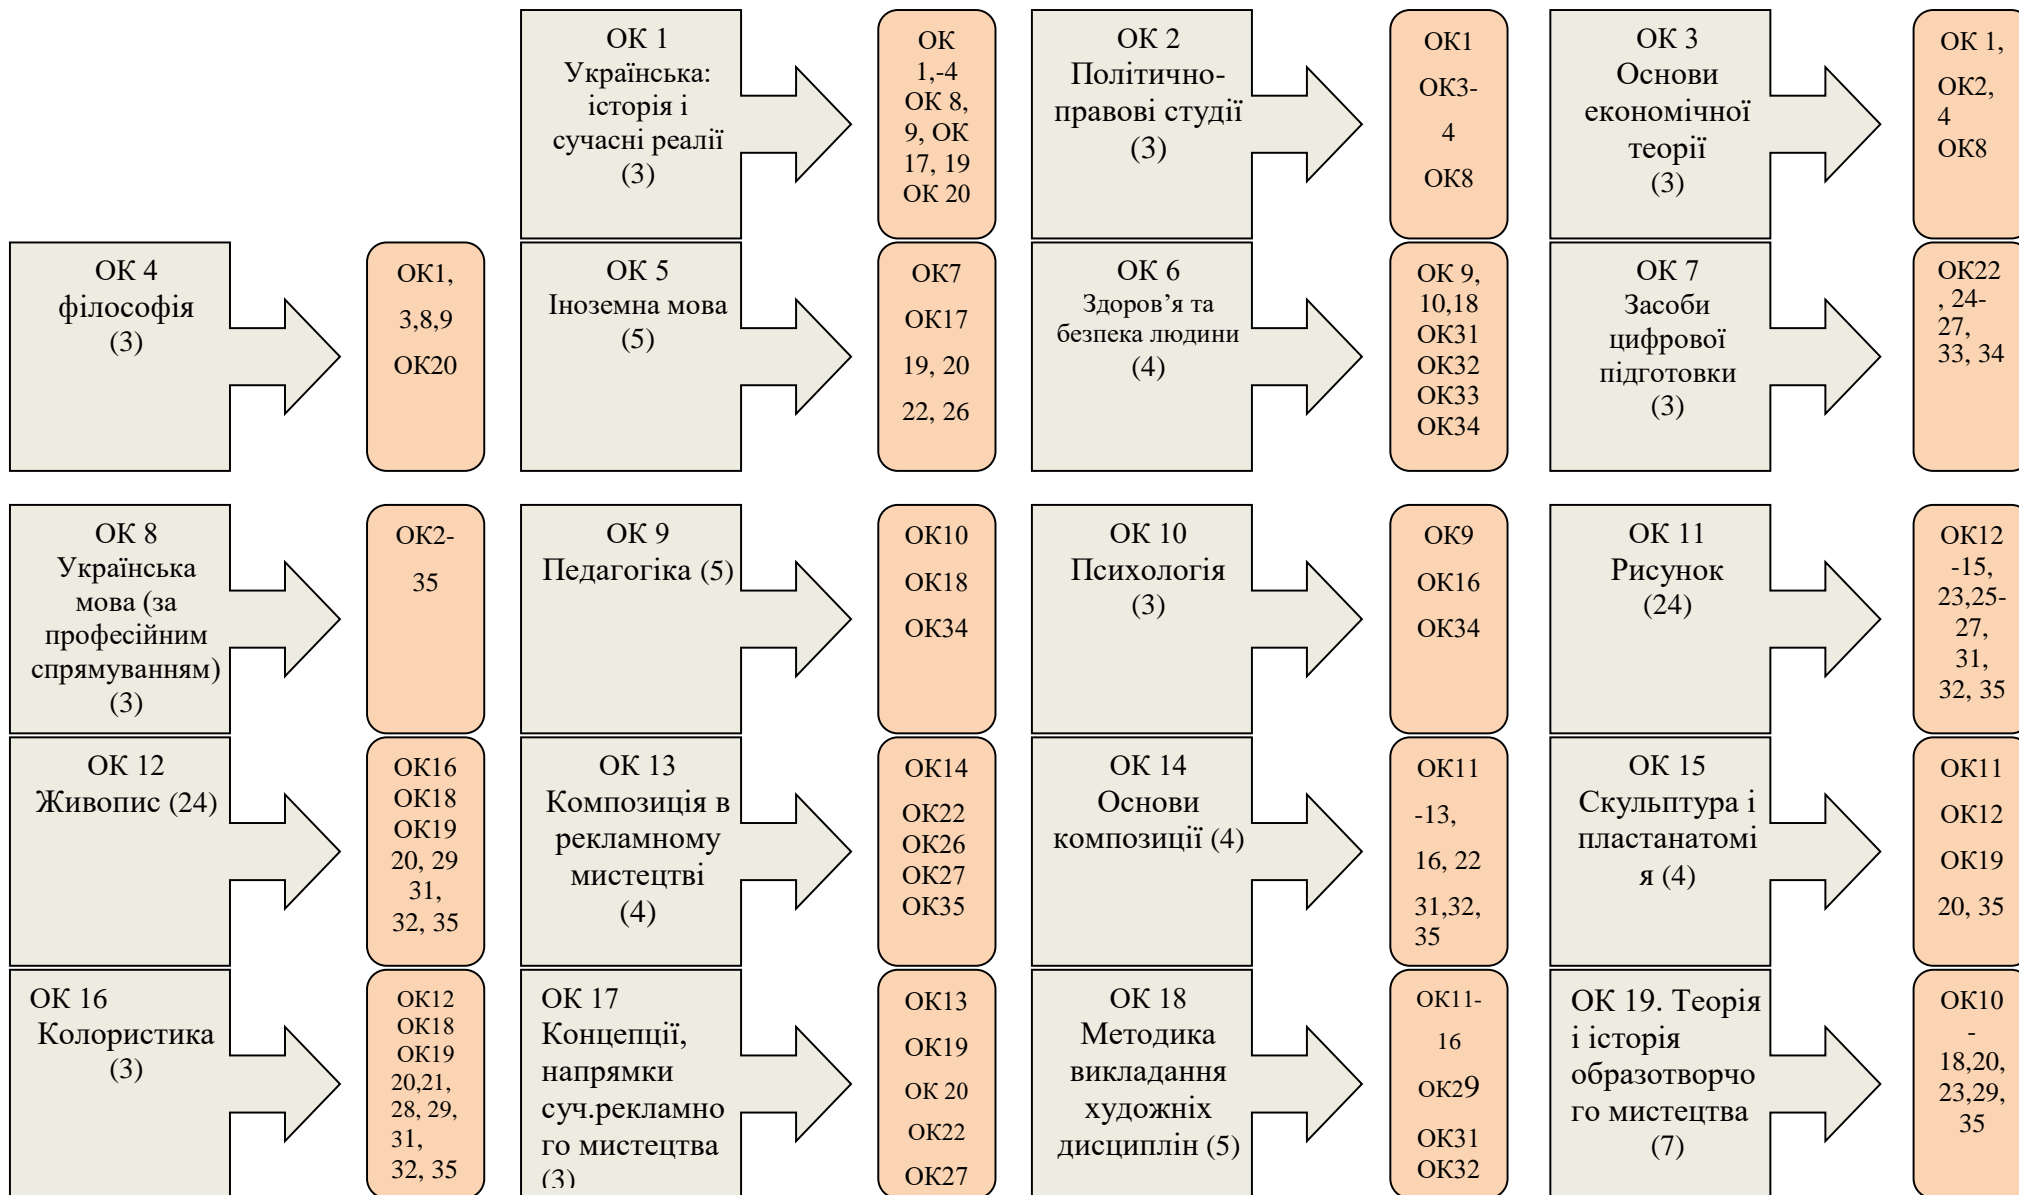 ОК 1
Українська:
історія і
сучасні реалії
(3)
ОК
1,-4
ОК 8,
9, ОК
17, 19
ОК 20
ОК 2
Політично-
правові студії
(3)
ОК1
ОК3-
4
ОК8
ОК 3
Основи
економічної
теорії
(3)
ОК 1,
ОК2,
4
ОК8
ОК 4
філософія
(3)
ОК1,
3,8,9
ОК20
ОК 5
Іноземна мова
(5)
ОК7
ОК17
19, 20
22, 26
ОК 6
Здоров’я та
безпека людини
(4)
ОК 9,
10,18
ОК31
ОК32
ОК33
ОК34
ОК 7
Засоби
цифрової
підготовки
(3)
ОК22
, 24-
27,
33, 34
ОК 8
Українська
мова (за
професійним
спрямуванням)
(3)
ОК2-
35
ОК 9
Педагогіка (5)
ОК10
ОК18
ОК34
ОК 10
Психологія
(3)
ОК9
ОК16
ОК34
ОК 11
Рисунок
(24)
ОК12
-15,
23,25-
27,
31,
32, 35
ОК 12
Живопис (24)
ОК16
ОК18
ОК19
20, 29
31,
32, 35
ОК 13
Композиція в
рекламному
мистецтві
(4)
ОК14
ОК22
ОК26
ОК27
ОК35
ОК 14
Основи
композиції (4)
ОК11
-13,
16, 22
31,32,
35
ОК 15
Скульптура і
пластанатомі
я (4)
ОК11
ОК12
ОК19
20, 35
ОК 16
Колористика
(3)
ОК12
ОК18
ОК19
20,21,
28, 29,
31,
32, 35
ОК 17
Концепції,
напрямки
суч.рекламно
го мистецтва
(3)
ОК13
ОК19
ОК 20
ОК22
ОК27
ОК 18
Методика
викладання
художніх
дисциплін (5)
ОК11-
16
ОК29
ОК31
ОК32
ОК 19. Теорія
і історія
образотворчо
го мистецтва
(7)
ОК10
-
18,20,
23,29,
35